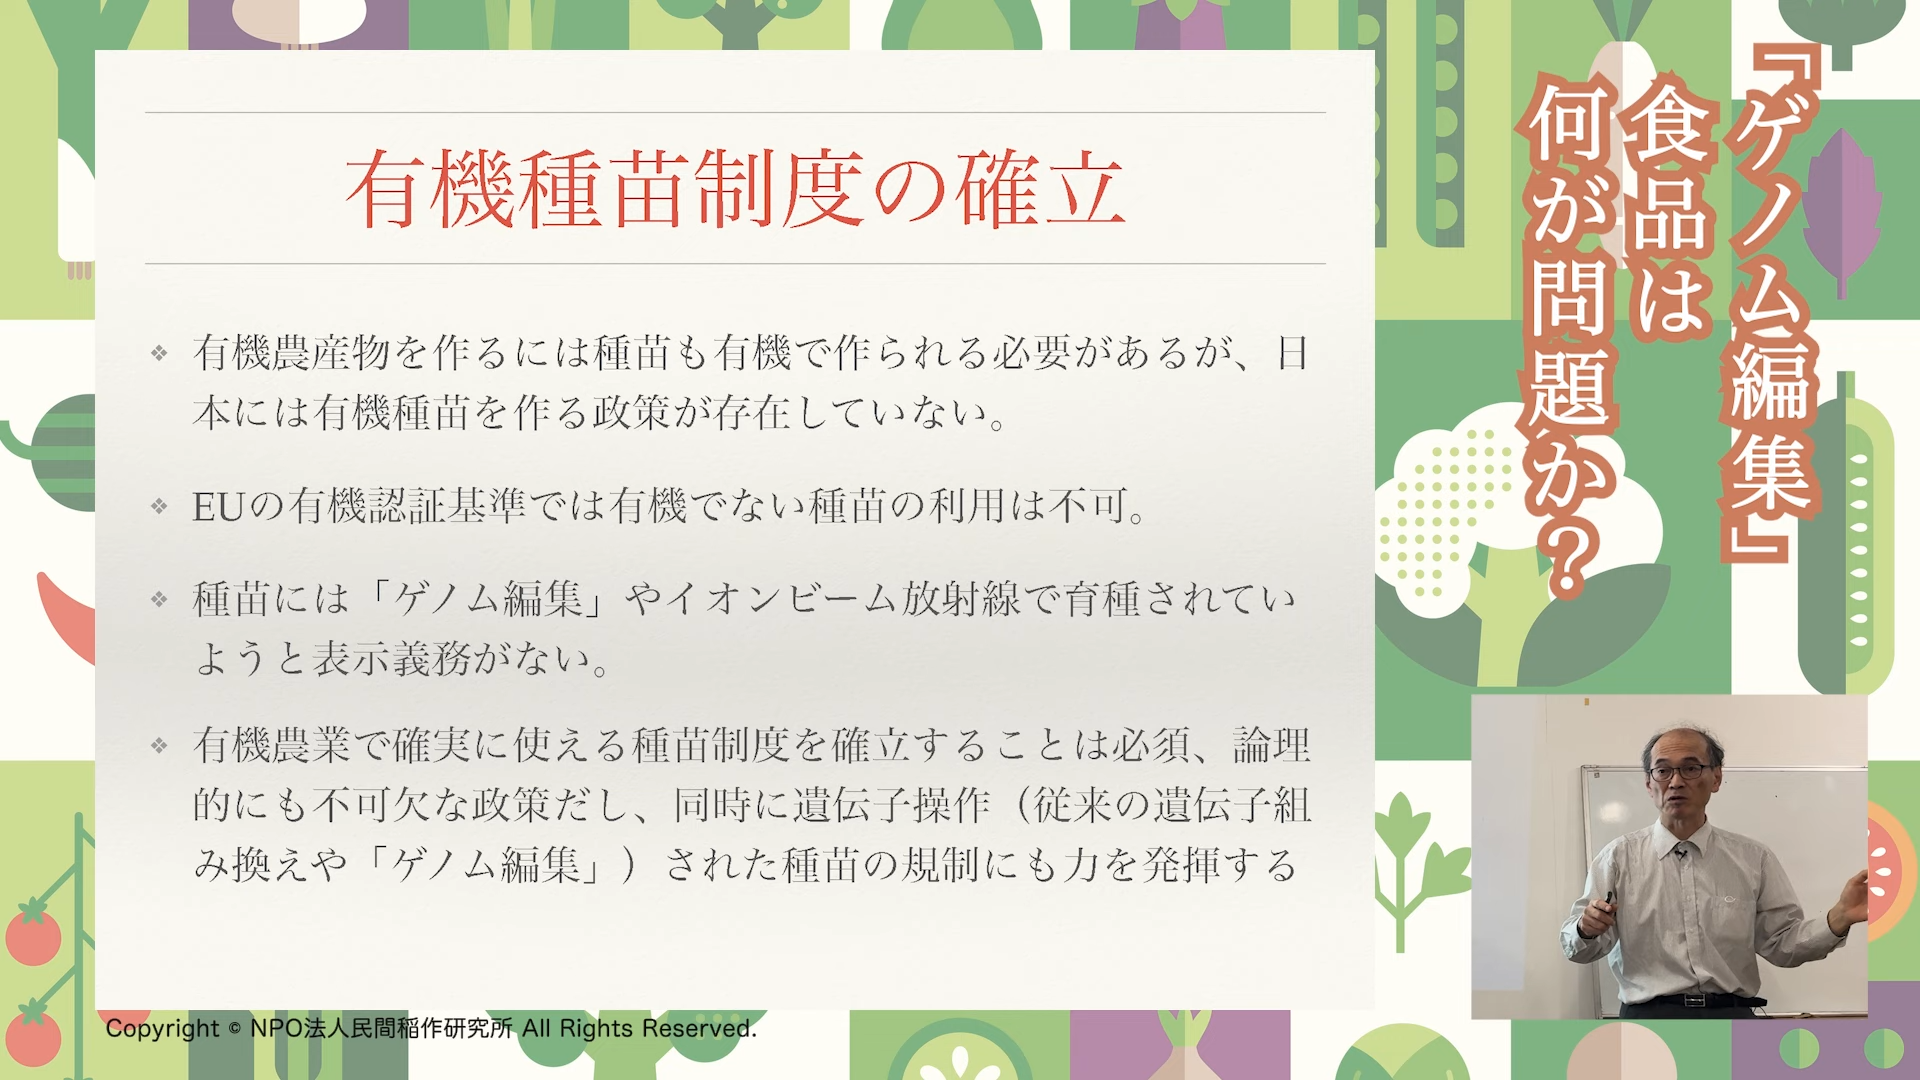 有機種苗制度の確立
有機農産物を作るには種苗も有機で作られる必要があるが、日
本には有機種苗を作る政策が存在していない。
EUの有機認証基準では有機でない種苗の利用は不可。
種苗には「ゲノム編集」やイオンビーム放射線で育種されてい
ようと表示義務がない。
有機農業で確実に使える種苗制度を確立することは必須、論理
的にも不可欠な政策だし、同時に遺伝子操作（従来の遺伝子組
み換えや「ゲノム編集」）された種苗の規制にも力を発揮する
『ゲノム編集』
食品は
何が問題か？
Copyright © NPO法人民間稲作研究所 All Rights Reserved.